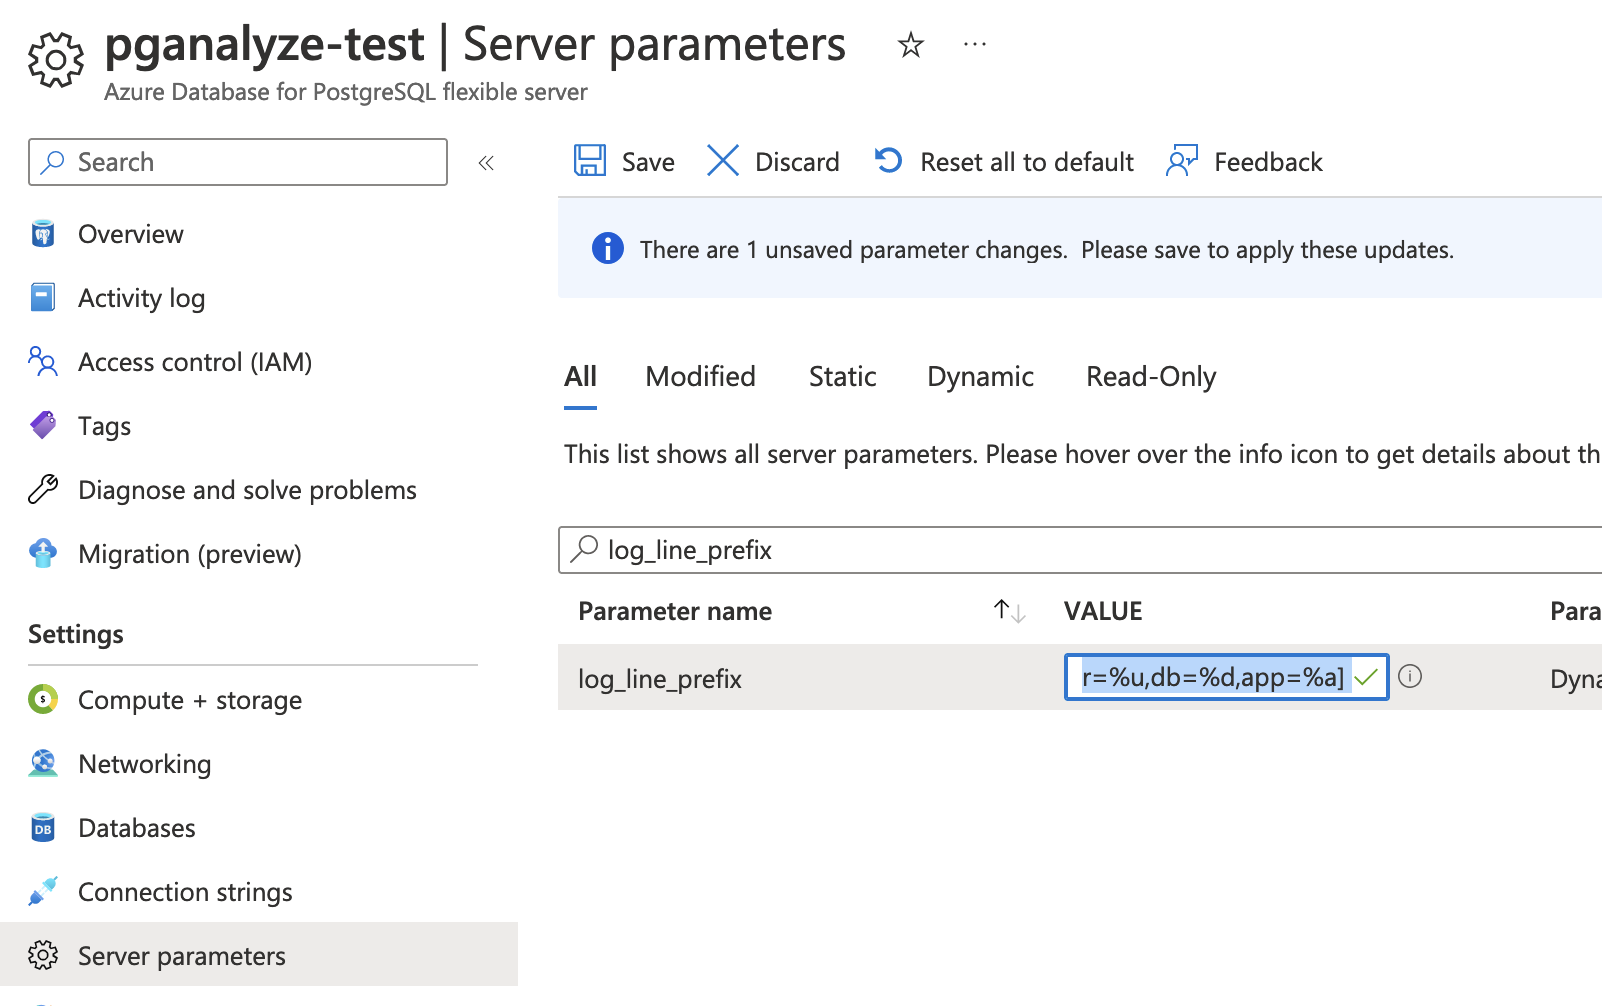 pganalyze-test | Server parameters
Azure Database for PostgreSQL flexible server
Search
Save
Discard
Reset all to default
Feedback
Overview
Activity log
Access control (IAM)
Tags
Diagnose and solve problems
Migration (preview)
Settings
Compute + storage
Networking
Databases
Connection strings
Server parameters
There are 1 unsaved parameter changes. Please save to apply these updates.
All
Modified
Static
Dynamic
Read-Only
This list shows all server parameters. Please hover over the info icon to get details about th
log_line_prefix
Parameter name
VALUE
Para
log_line_prefix
r=%u,db=%d,app=%a]
Dyna
DB